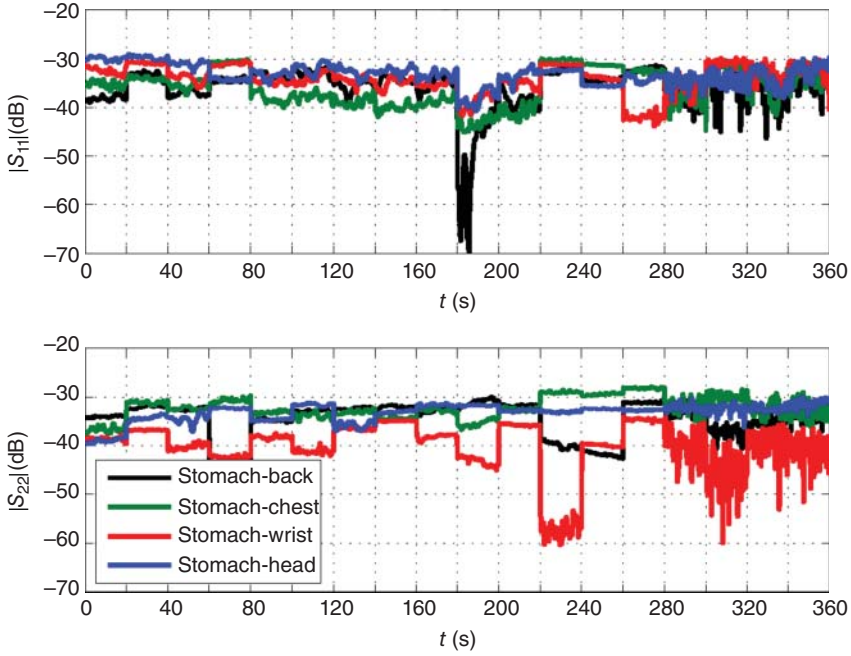 –20
–30
–40
–50
–60
–70
|S11|(dB)
0 40 80 120 160 200 240 280 320 360
t (s)
–20
–30
–40
–50
–60
–70
|S22|(dB)
Stomach-back
Stomach-chest
Stomach-wrist
Stomach-head
0 40 80 120 160 200 240 280 320 360
t (s)